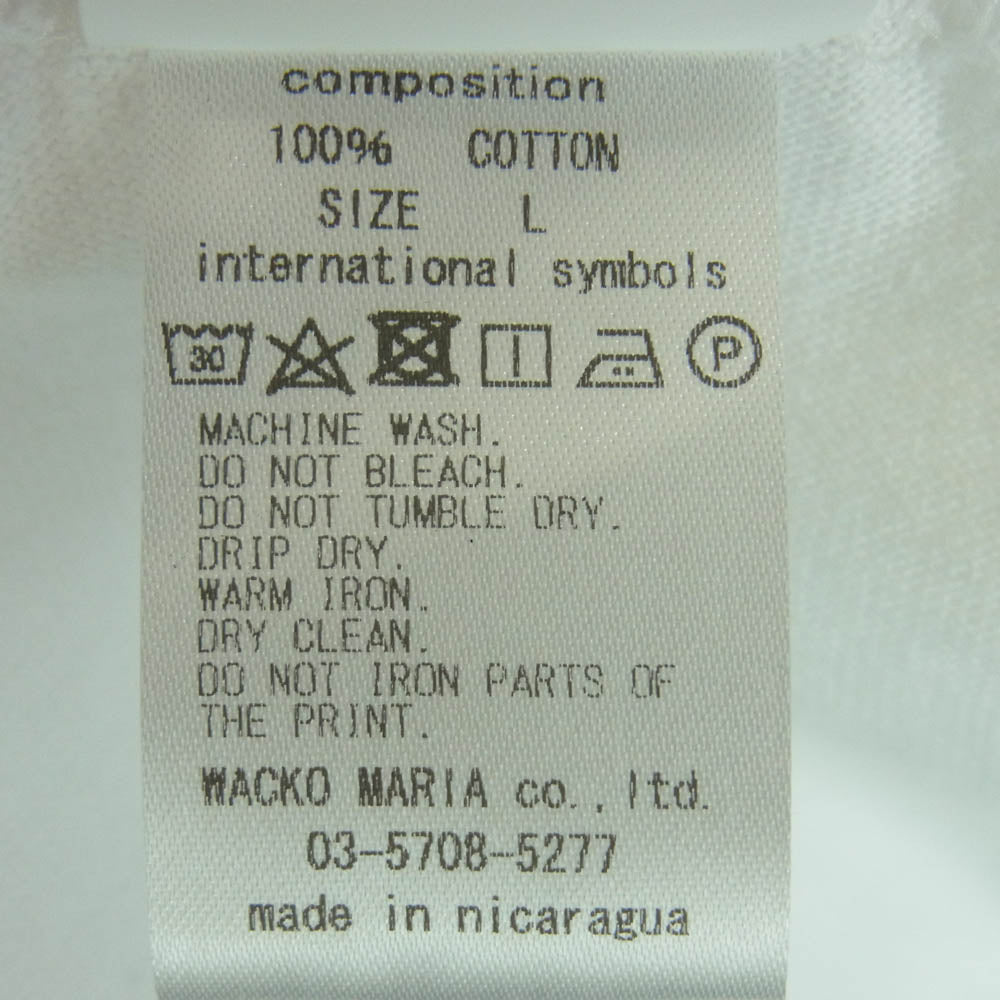 composition
100% COTTON
SIZE L
international symbols
30 P
MACHINE WASH.
DO NOT BLEACH.
DO NOT TUMBLE DRY.
DRIP DRY.
WARM IRON.
DRY CLEAN.
DO NOT IRON PARTS OF
THE PRINT.
WACKO MARIA co., ltd.
03-5708-5277
made in nicaragua